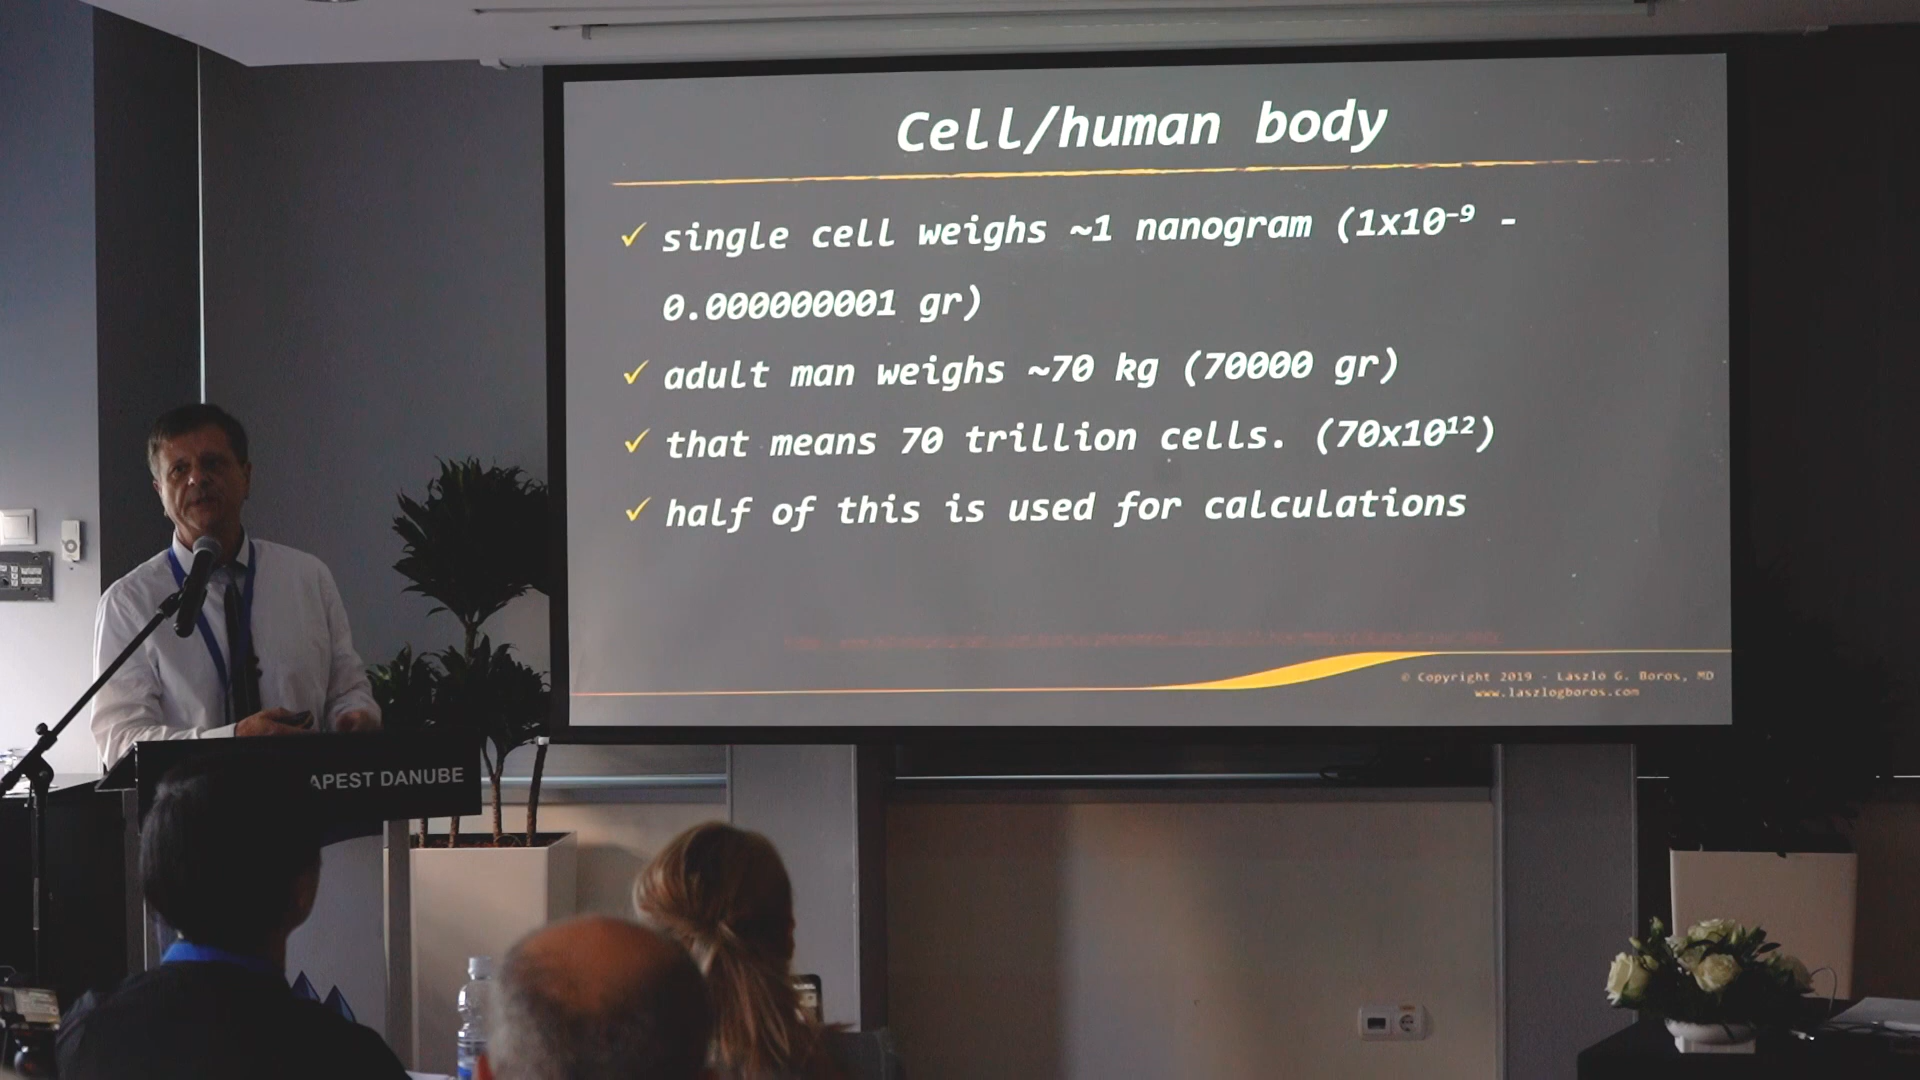 Cell/human body
✓ single cell weighs ~1 nanogram (1x10⁻⁹ -
0.000000001 gr)
✓ adult man weighs ~70 kg (70000 gr)
✓ that means 70 trillion cells. (70x10¹²)
✓ half of this is used for calculations
© Copyright 2019 - Laszlo G. Boros, MD
www.laszlogboros.com
APEST DANUBE